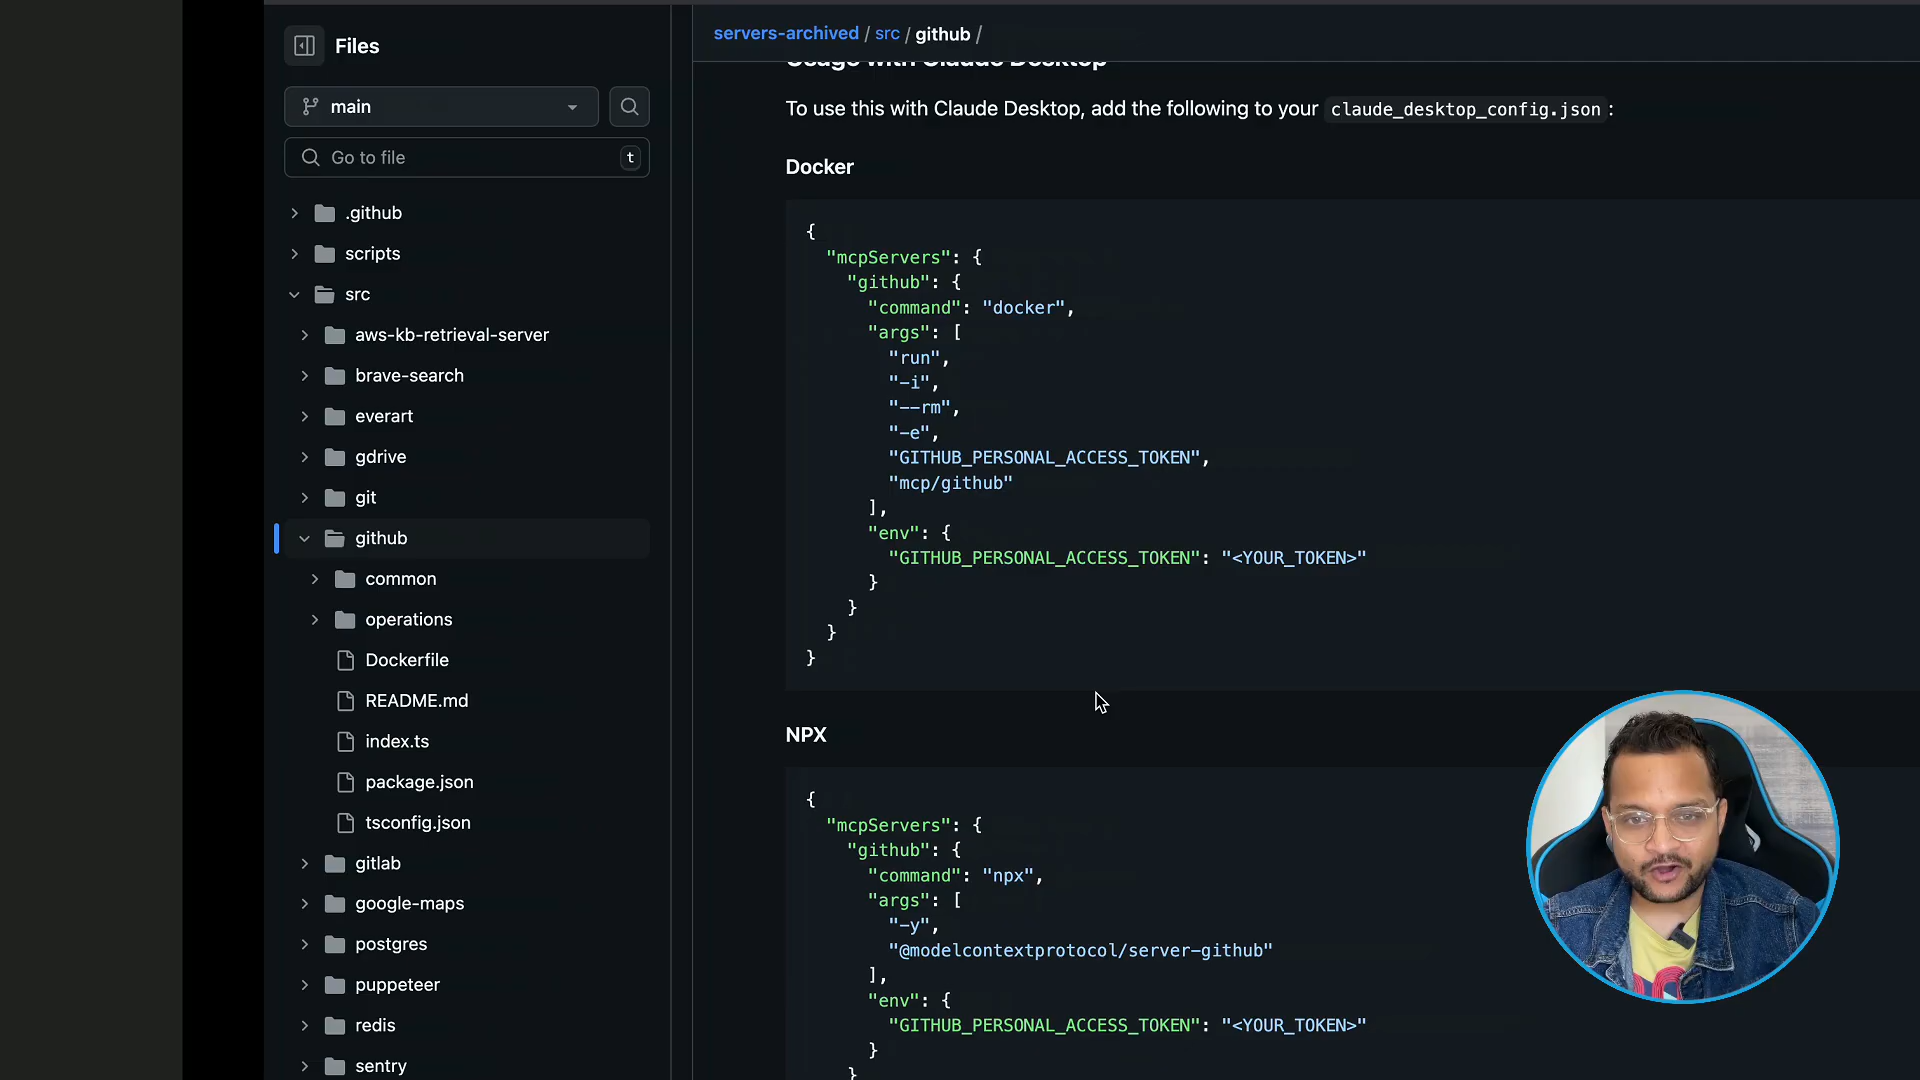 Files
main
Go to file
t
.github
scripts
src
aws-kb-retrieval-server
brave-search
everart
gdrive
git
github
common
operations
Dockerfile
README.md
index.ts
package.json
tsconfig.json
gitlab
google-maps
postgres
puppeteer
redis
sentry
servers-archived / src / github /
Usage with Claude Desktop
To use this with Claude Desktop, add the following to your claude_desktop_config.json:
Docker
{
"mcpServers": {
"github": {
"command": "docker",
"args": [
"run",
"-i",
"--rm",
"-e",
"GITHUB_PERSONAL_ACCESS_TOKEN",
"mcp/github"
],
"env": {
"GITHUB_PERSONAL_ACCESS_TOKEN": "<YOUR_TOKEN>"
}
}
}
}
NPX
{
"mcpServers": {
"github": {
"command": "npx",
"args": [
"-y",
"@modelcontextprotocol/server-github"
],
"env": {
"GITHUB_PERSONAL_ACCESS_TOKEN": "<YOUR_TOKEN>"
}
}